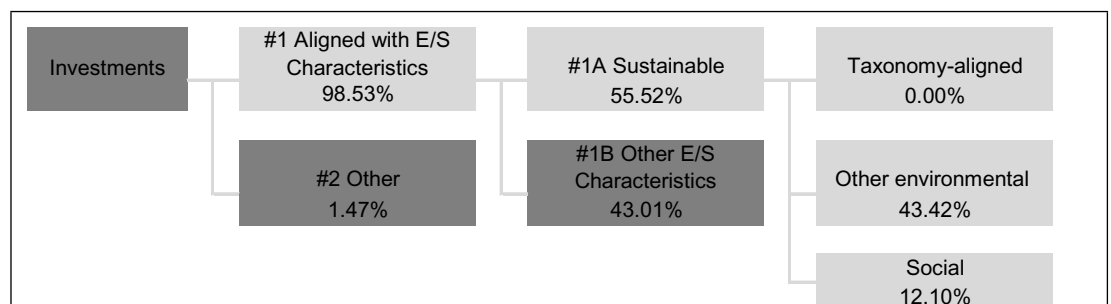 Investments
#1 Aligned with E/S
Characteristics
98.53%
#1A Sustainable
55.52%
Taxonomy-aligned
0.00%
#2 Other
1.47%
#1B Other E/S
Characteristics
43.01%
Other environmental
43.42%
Social
12.10%